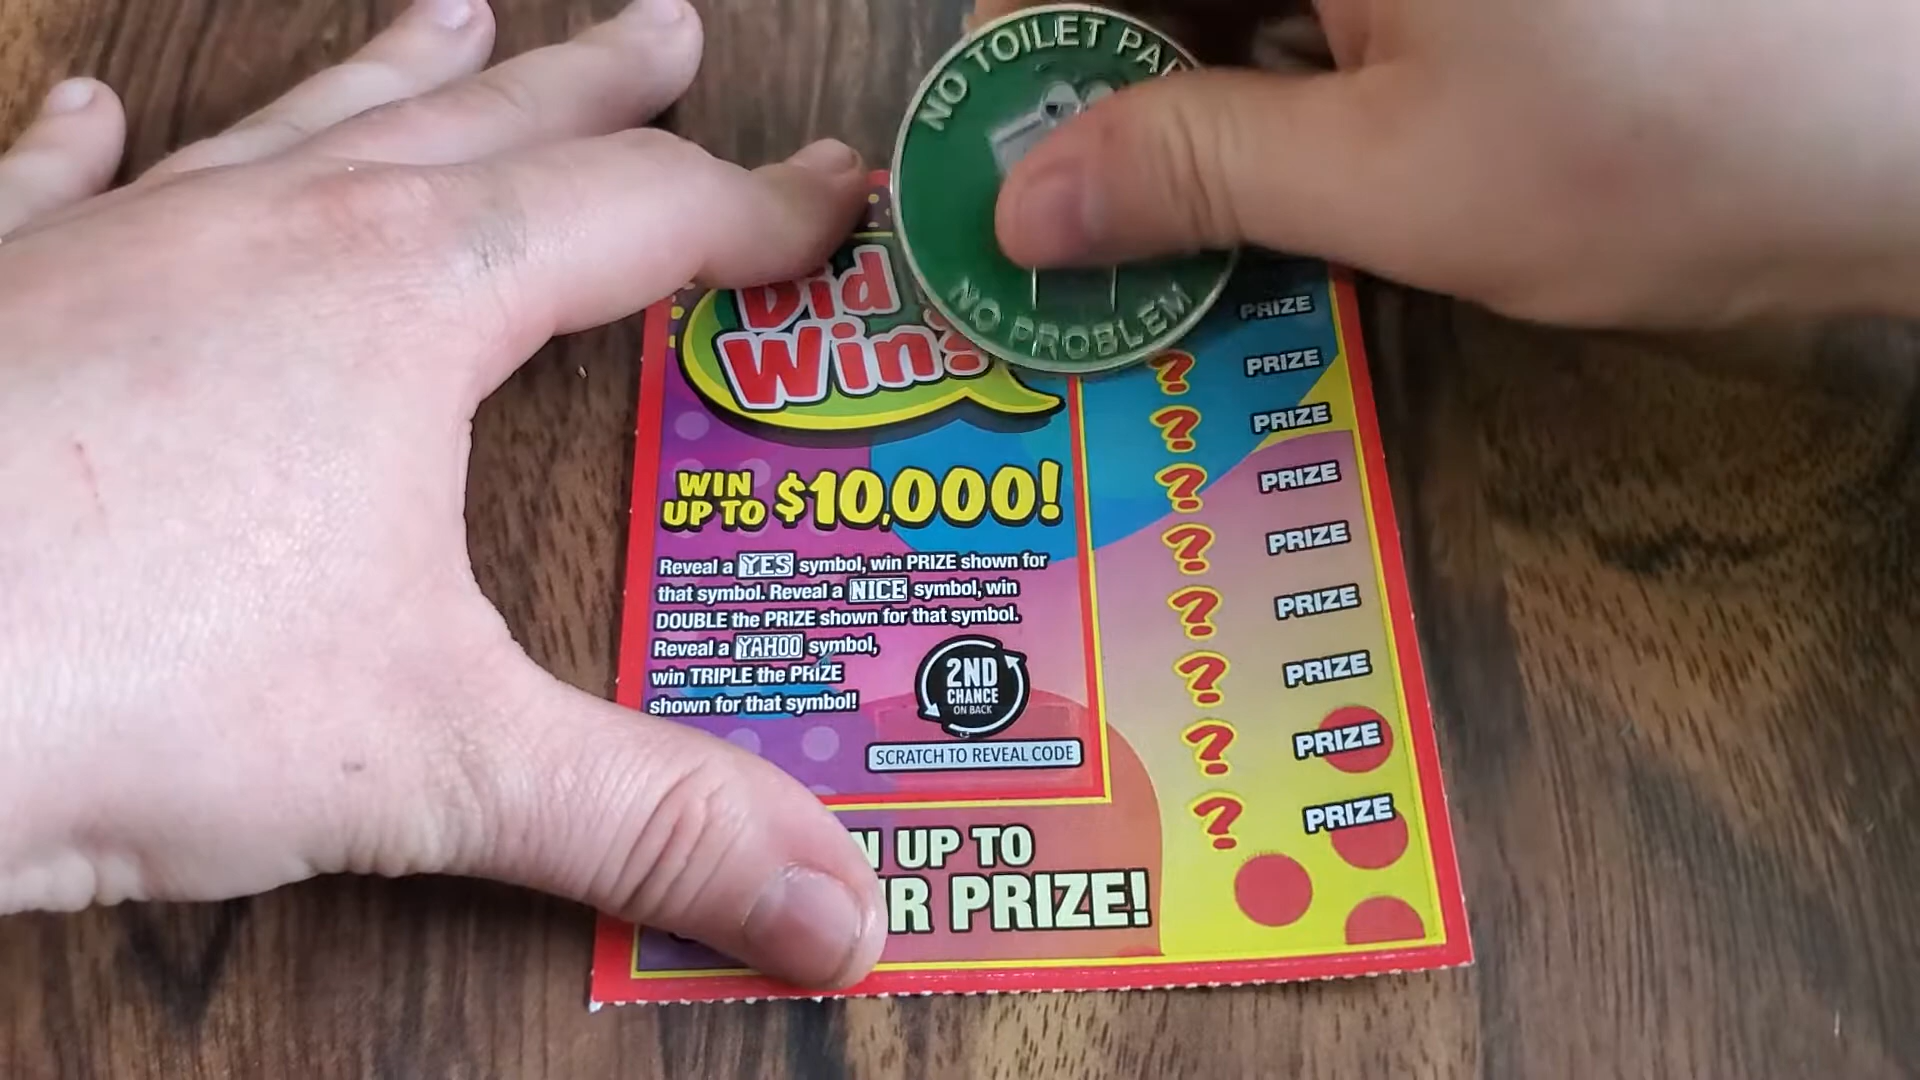 NO TOILET
NO PROBLEM
Did
Win
WIN
UP TO $10,000!
Reveal a YES symbol, win PRIZE shown for
that symbol. Reveal a NICE symbol, win
DOUBLE the PRIZE shown for that symbol.
Reveal a YAHOO symbol,
win TRIPLE the PRIZE
shown for that symbol!
2ND
CHANCE
ON BACK
SCRATCH TO REVEAL CODE
UP TO
PRIZE!
PRIZE
? PRIZE
? PRIZE
? PRIZE
? PRIZE
? PRIZE
? PRIZE
? PRIZE
? PRIZE